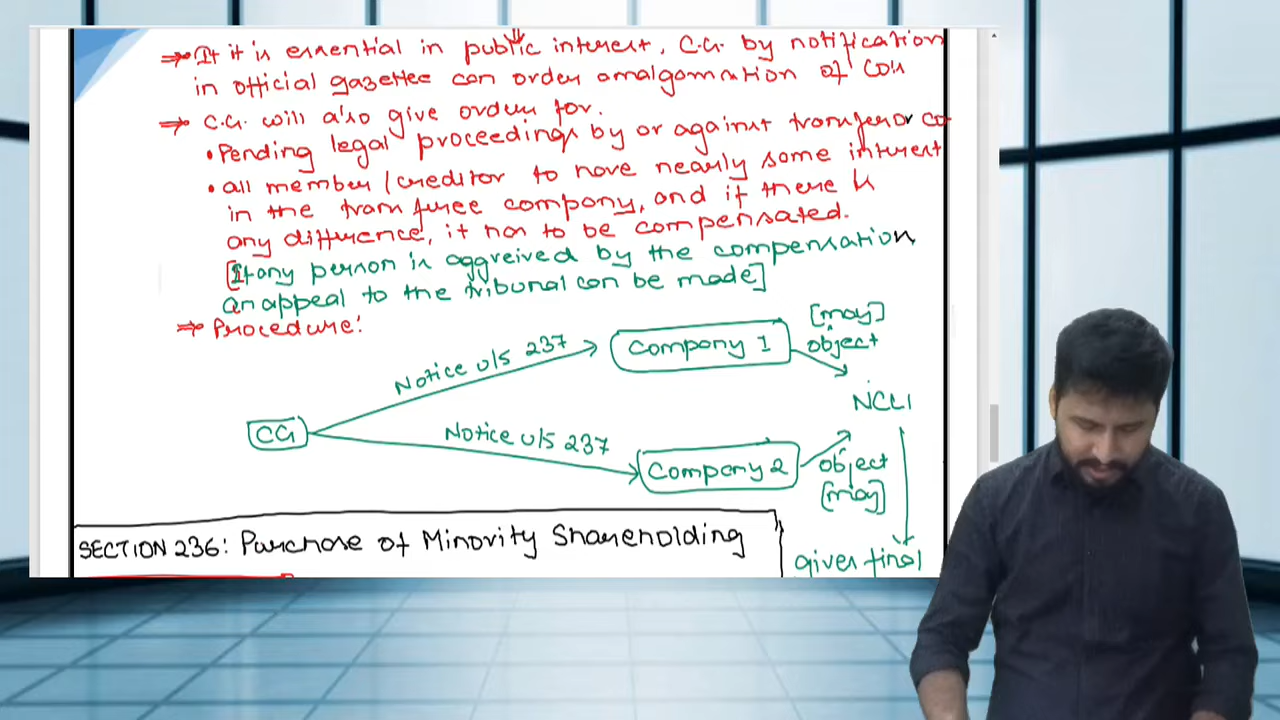 ⇒ If it is essential in public interest, C.G. by notification
in official gazettee can order amalgamation of Cos
⇒ C.G. will also give orders for.
• Pending legal proceedings by or against transferor co
• all member/creditor to have nearly same interest
in the transferee company, and if there is
any difference, it has to be compensated.
[If any person is aggreived by the compensation
an appeal to the tribunal can be made]
⇒ Procedure:
[may]
object
Notice u/s 237
Company 1
NCLT
CG
Notice u/s 237
Company 2
object
[may]
SECTION 236: Purchase of Minority Shareholding
gives final